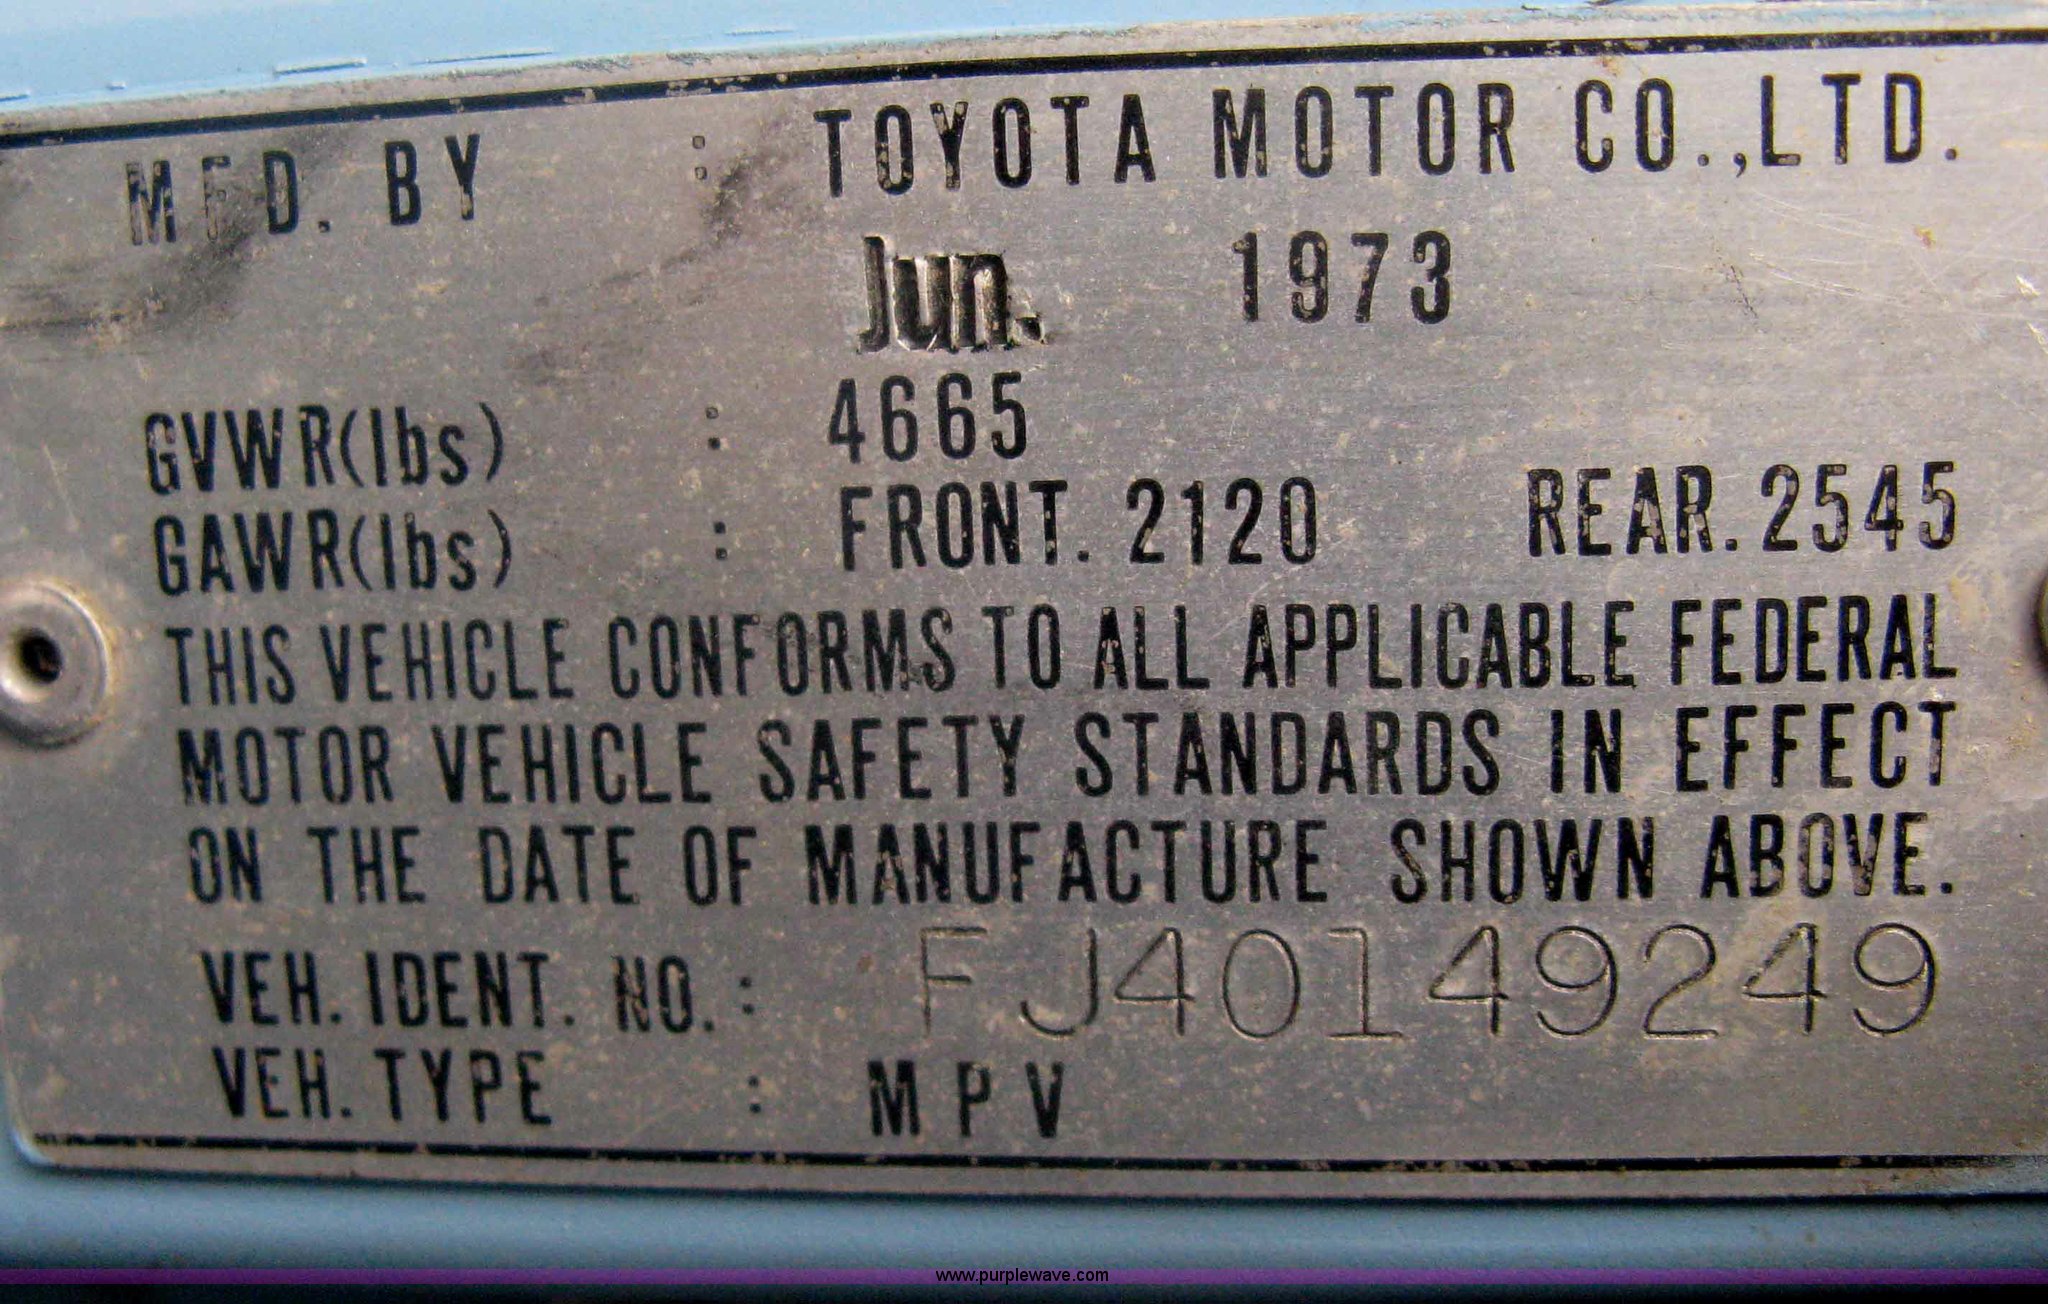 MFD. BY : TOYOTA MOTOR CO.,LTD.
Jun. 1973
GVWR(lbs) : 4665
GAWR(lbs) : FRONT. 2120 REAR. 2545
THIS VEHICLE CONFORMS TO ALL APPLICABLE FEDERAL
MOTOR VEHICLE SAFETY STANDARDS IN EFFECT
ON THE DATE OF MANUFACTURE SHOWN ABOVE.
VEH. IDENT. NO. : FJ40149249
VEH. TYPE : MPV
www.purplewave.com